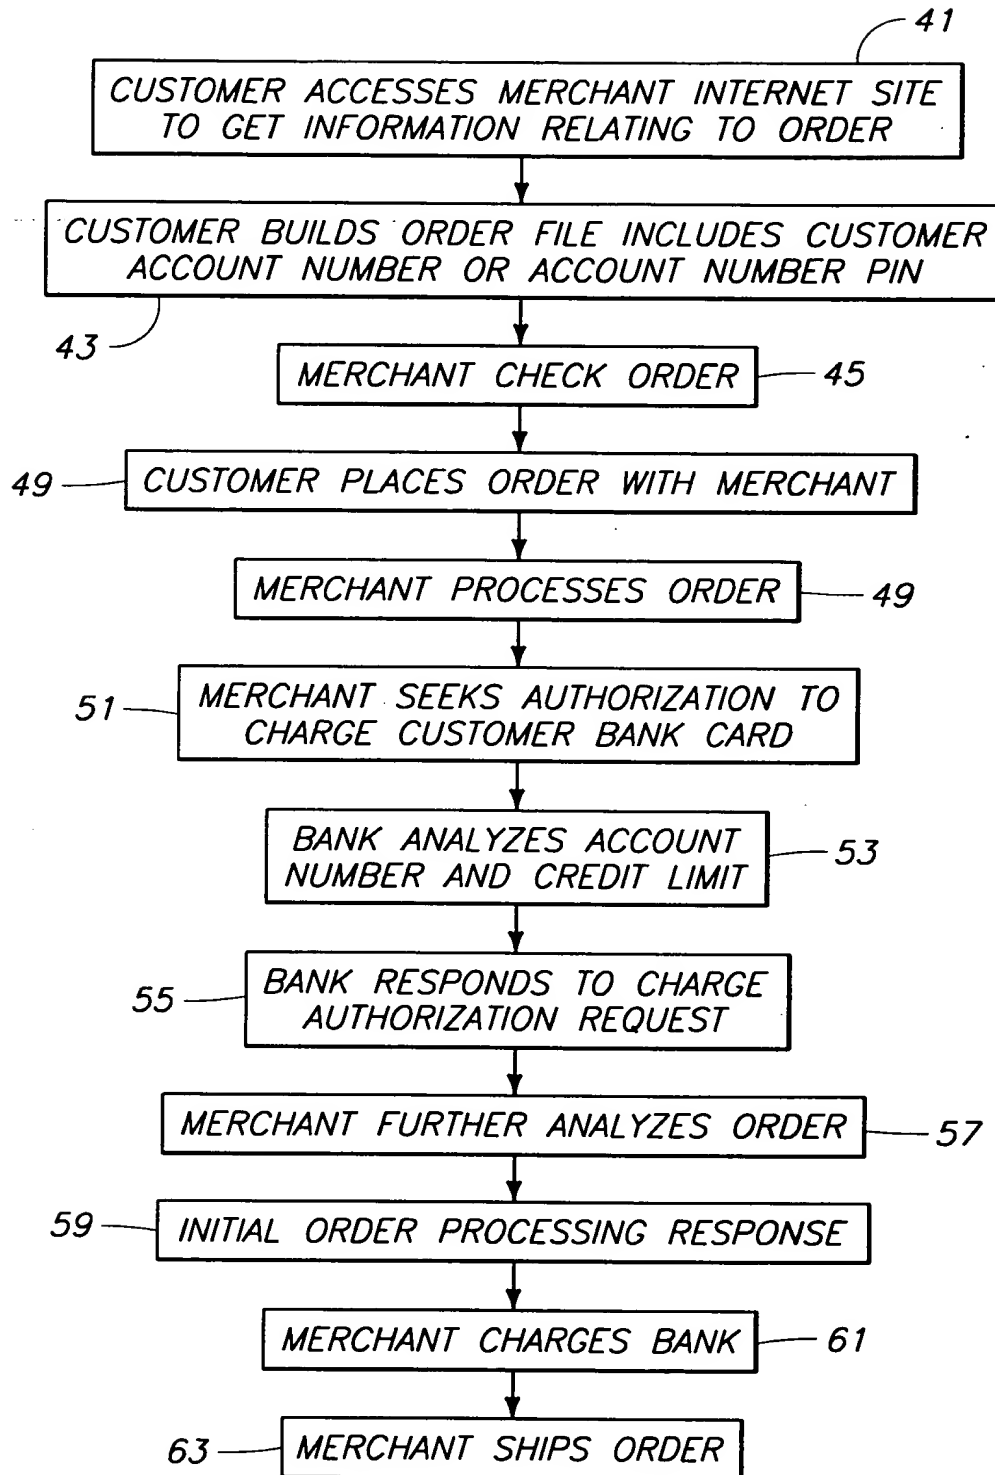 41
CUSTOMER ACCESSES MERCHANT INTERNET SITE
TO GET INFORMATION RELATING TO ORDER
CUSTOMER BUILDS ORDER FILE INCLUDES CUSTOMER
ACCOUNT NUMBER OR ACCOUNT NUMBER PIN
43
MERCHANT CHECK ORDER
45
49
CUSTOMER PLACES ORDER WITH MERCHANT
MERCHANT PROCESSES ORDER
49
51
MERCHANT SEEKS AUTHORIZATION TO
CHARGE CUSTOMER BANK CARD
BANK ANALYZES ACCOUNT
NUMBER AND CREDIT LIMIT
53
55
BANK RESPONDS TO CHARGE
AUTHORIZATION REQUEST
MERCHANT FURTHER ANALYZES ORDER
57
59
INITIAL ORDER PROCESSING RESPONSE
MERCHANT CHARGES BANK
61
63
MERCHANT SHIPS ORDER